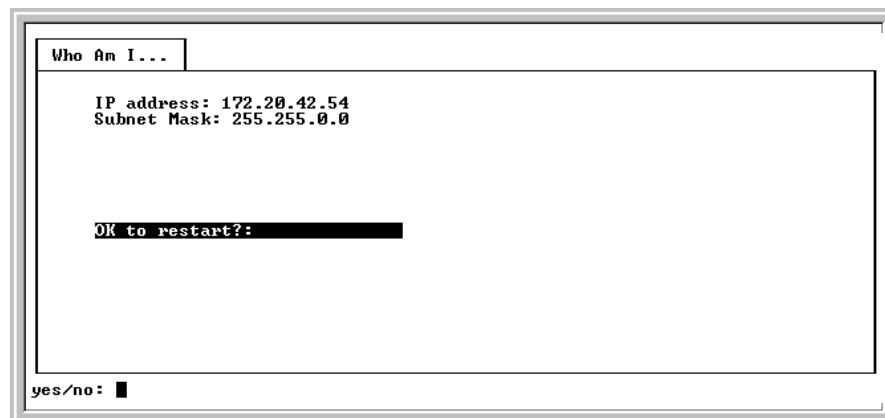 Who Am I...
IP address: 172.20.42.54
Subnet Mask: 255.255.0.0
OK to restart?:
yes/no: